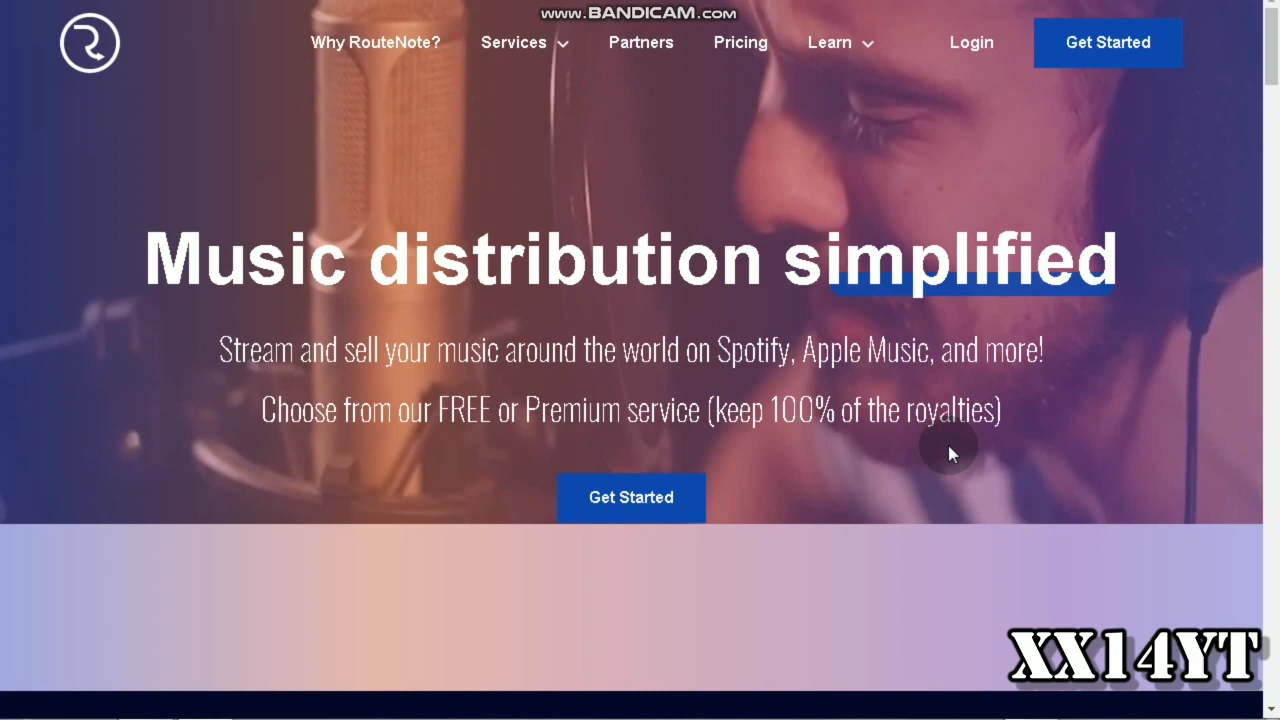 www.BANDICAM.com
Why RouteNote? Services Partners Pricing Learn Login Get Started
Music distribution simplified
Stream and sell your music around the world on Spotify, Apple Music, and more!
Choose from our FREE or Premium service (keep 100% of the royalties)
Get Started
XX14YT